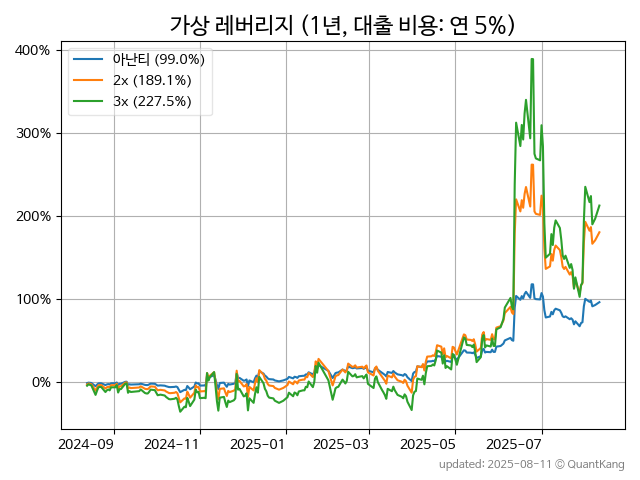 가상 레버리지 (1년, 대출 비용: 연 5%)
아난티 (99.0%)
2x (189.1%)
3x (227.5%)
400%
300%
200%
100%
0%
2024-09 2024-11 2025-01 2025-03 2025-05 2025-07
updated: 2025-08-11 © QuantKang